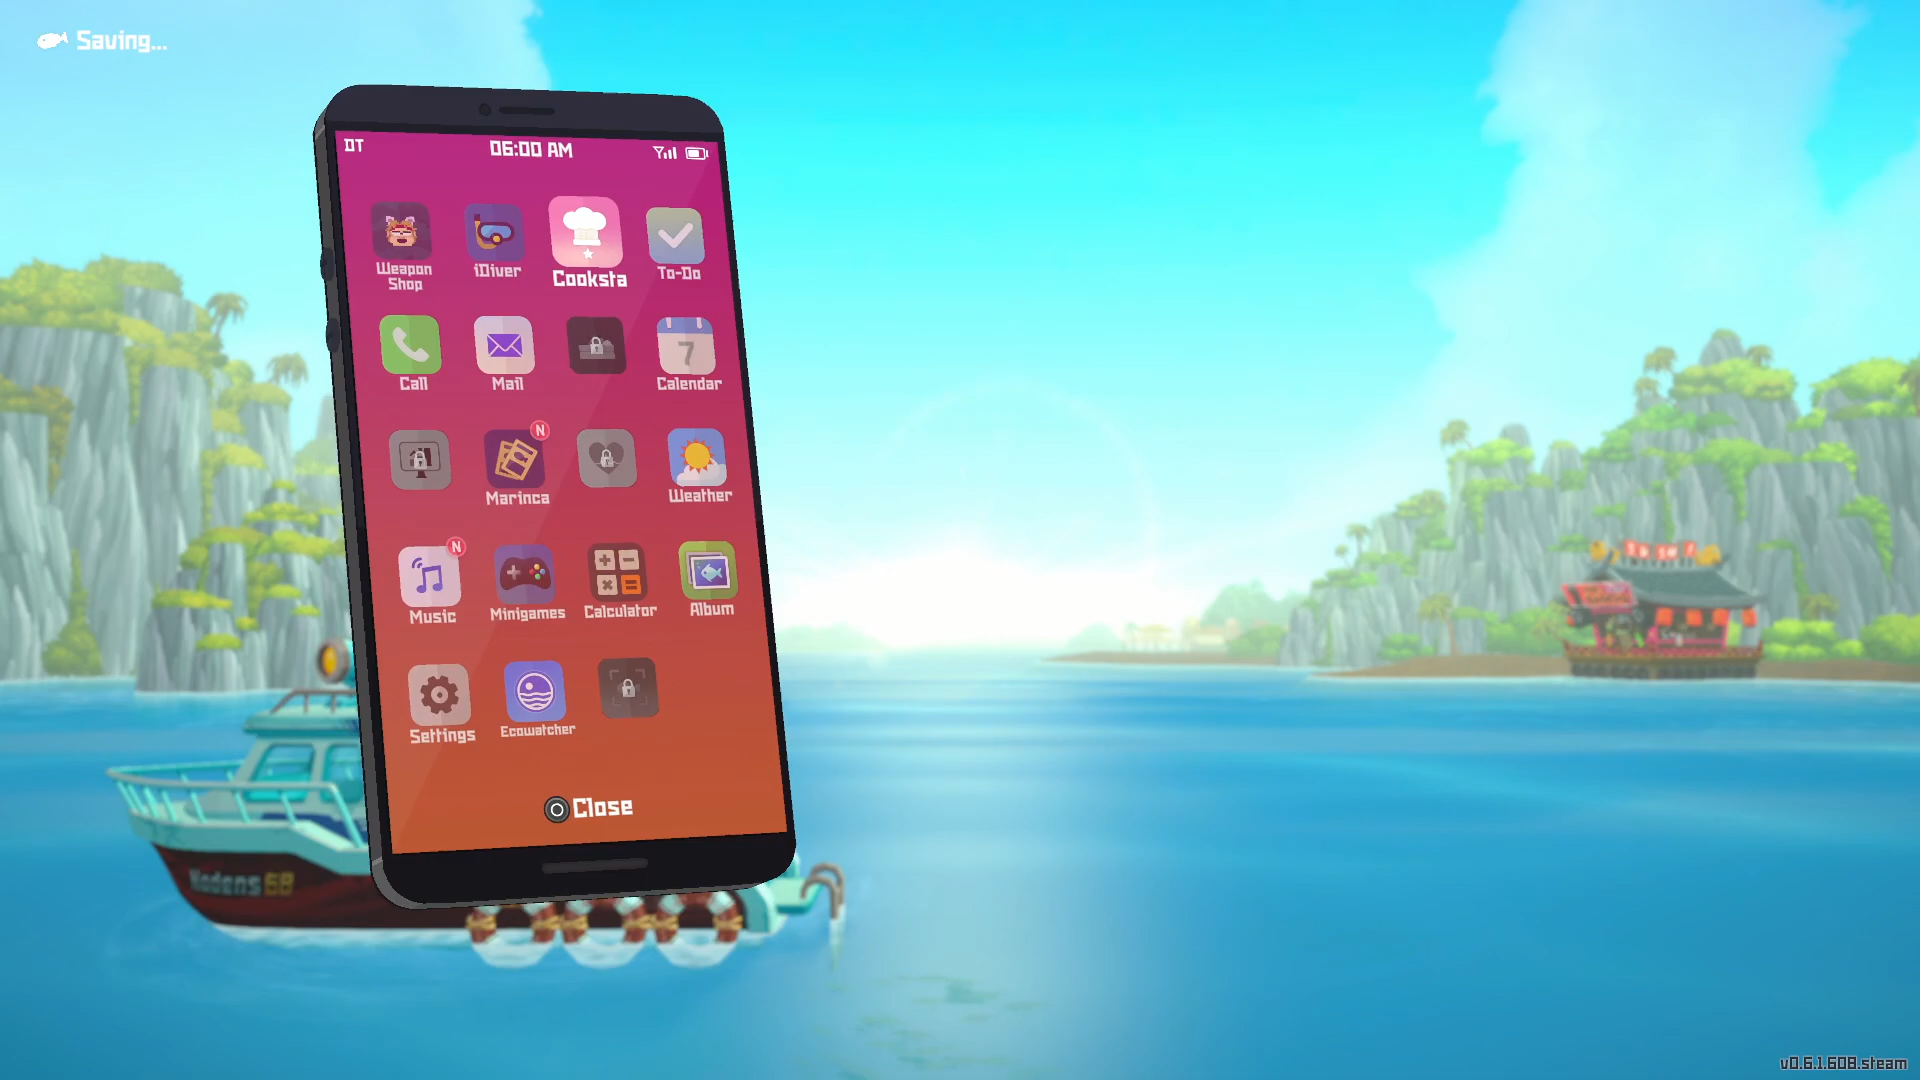 Saving...
DT
06:00 AM
Weapon
Shop
iDiver
Cooksta
To-Do
Call
Mail
7
Calendar
N
Marinca
Weather
N
Music
Minigames
Calculator
Album
Settings
Ecowatcher
Close
Nodens 68
v0.6.1.608.steam